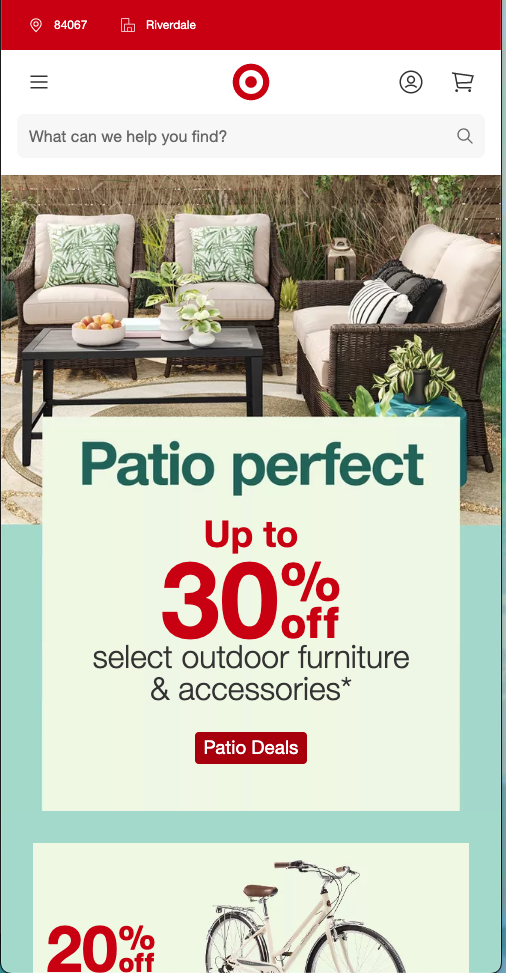 84067 Riverdale
What can we help you find?
Patio perfect
Up to
30% off
select outdoor furniture
& accessories*
Patio Deals
20% off